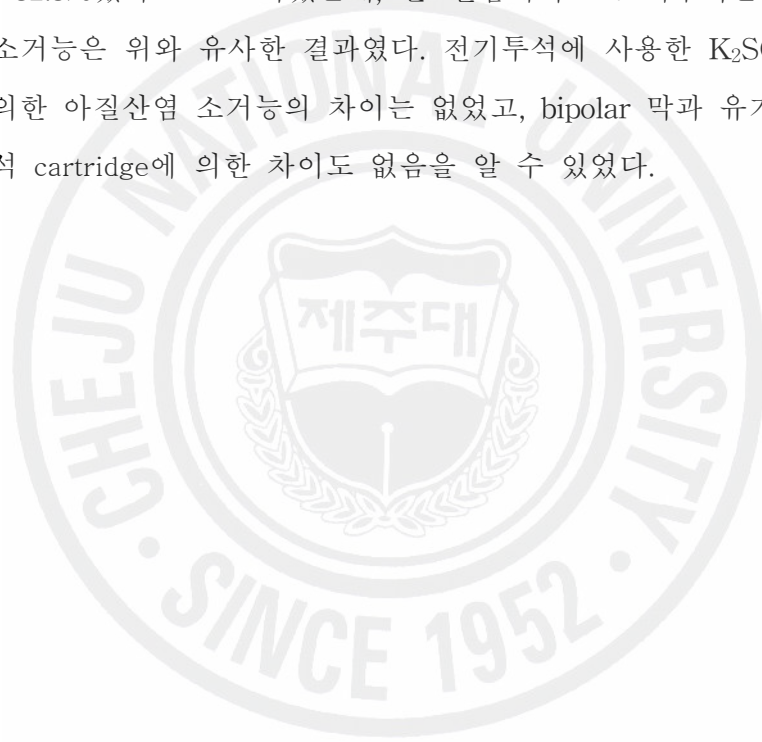 소거능은 위와 유사한 결과였다. 전기투석에 사용한 K₂SO
의한 아질산염 소거능의 차이는 없었고, bipolar 막과 유기
석 cartridge에 의한 차이도 없음을 알 수 있었다.
CHEJU NATIONAL UNIVERSITY
제주대
· SINCE 1952 ·